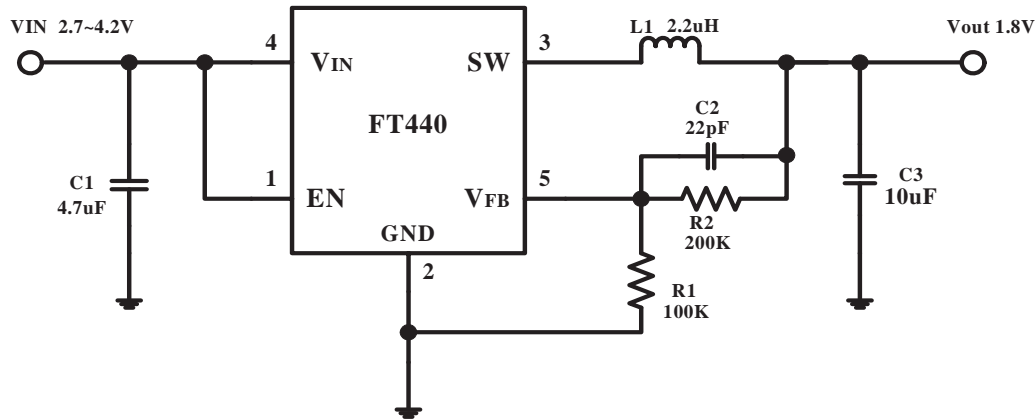 VIN 2.7~4.2V
4
VIN
SW
3
L1 2.2uH
Vout 1.8V
FT440
C2
22pF
C1
4.7uF
1
EN
VFB
5
R2
200K
C3
10uF
GND
2
R1
100K